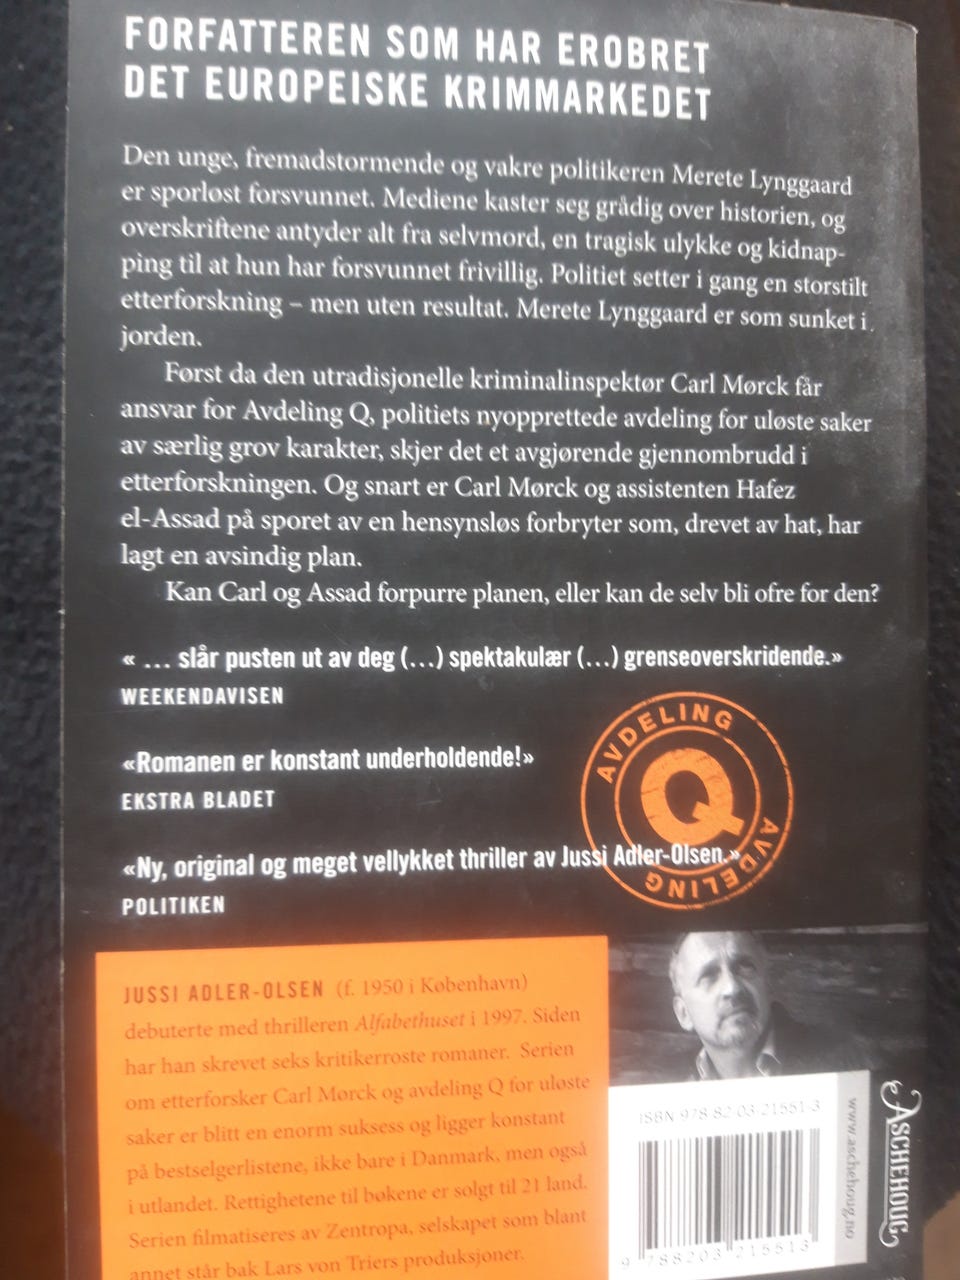 FORFATTEREN SOM HAR EROBRET
DET EUROPEISKE KRIMMARKEDET
Den unge, fremadstormende og vakre politikeren Merete Lynggaard
er sporløst forsvunnet. Mediene kaster seg grådig over historien, og
overskriftene antyder alt fra selvmord, en tragisk ulykke og kidnap-
ping til at hun har forsvunnet frivillig. Politiet setter i gang en storstilt
etterforskning – men uten resultat. Merete Lynggaard er som sunket i
jorden.
Først da den utradisjonelle kriminalinspektør Carl Mørck får
ansvar for Avdeling Q, politiets nyopprettede avdeling for uløste saker
av særlig grov karakter, skjer det et avgjørende gjennombrudd i
etterforskningen. Og snart er Carl Mørck og assistenten Hafez
el-Assad på sporet av en hensynsløs forbryter som, drevet av hat, har
lagt en avsindig plan.
Kan Carl og Assad forpurre planen, eller kan de selv bli ofre for den?
« … slår pusten ut av deg (…) spektakulær (…) grenseoverskridende.»
WEEKENDAVISEN
«Romanen er konstant underholdende!»
EKSTRA BLADET
«Ny, original og meget vellykket thriller av Jussi Adler-Olsen.»
POLITIKEN
AVDELING
Q
AVDELING
JUSSI ADLER-OLSEN (f. 1950 i København)
debuterte med thrilleren Alfabethuset i 1997. Siden
har han skrevet seks kritikerroste romaner. Serien
om etterforsker Carl Mørck og avdeling Q for uløste
saker er blitt en enorm suksess og ligger konstant
på bestselgerlistene, ikke bare i Danmark, men også
i utlandet. Rettighetene til bøkene er solgt til 21 land.
Serien filmatiseres av Zentropa, selskapet som blant
annet står bak Lars von Triers produksjoner.
ISBN 978-82-03-21551-3
9 788203 215513
www.aschehoug.no
ASCHEHOUG